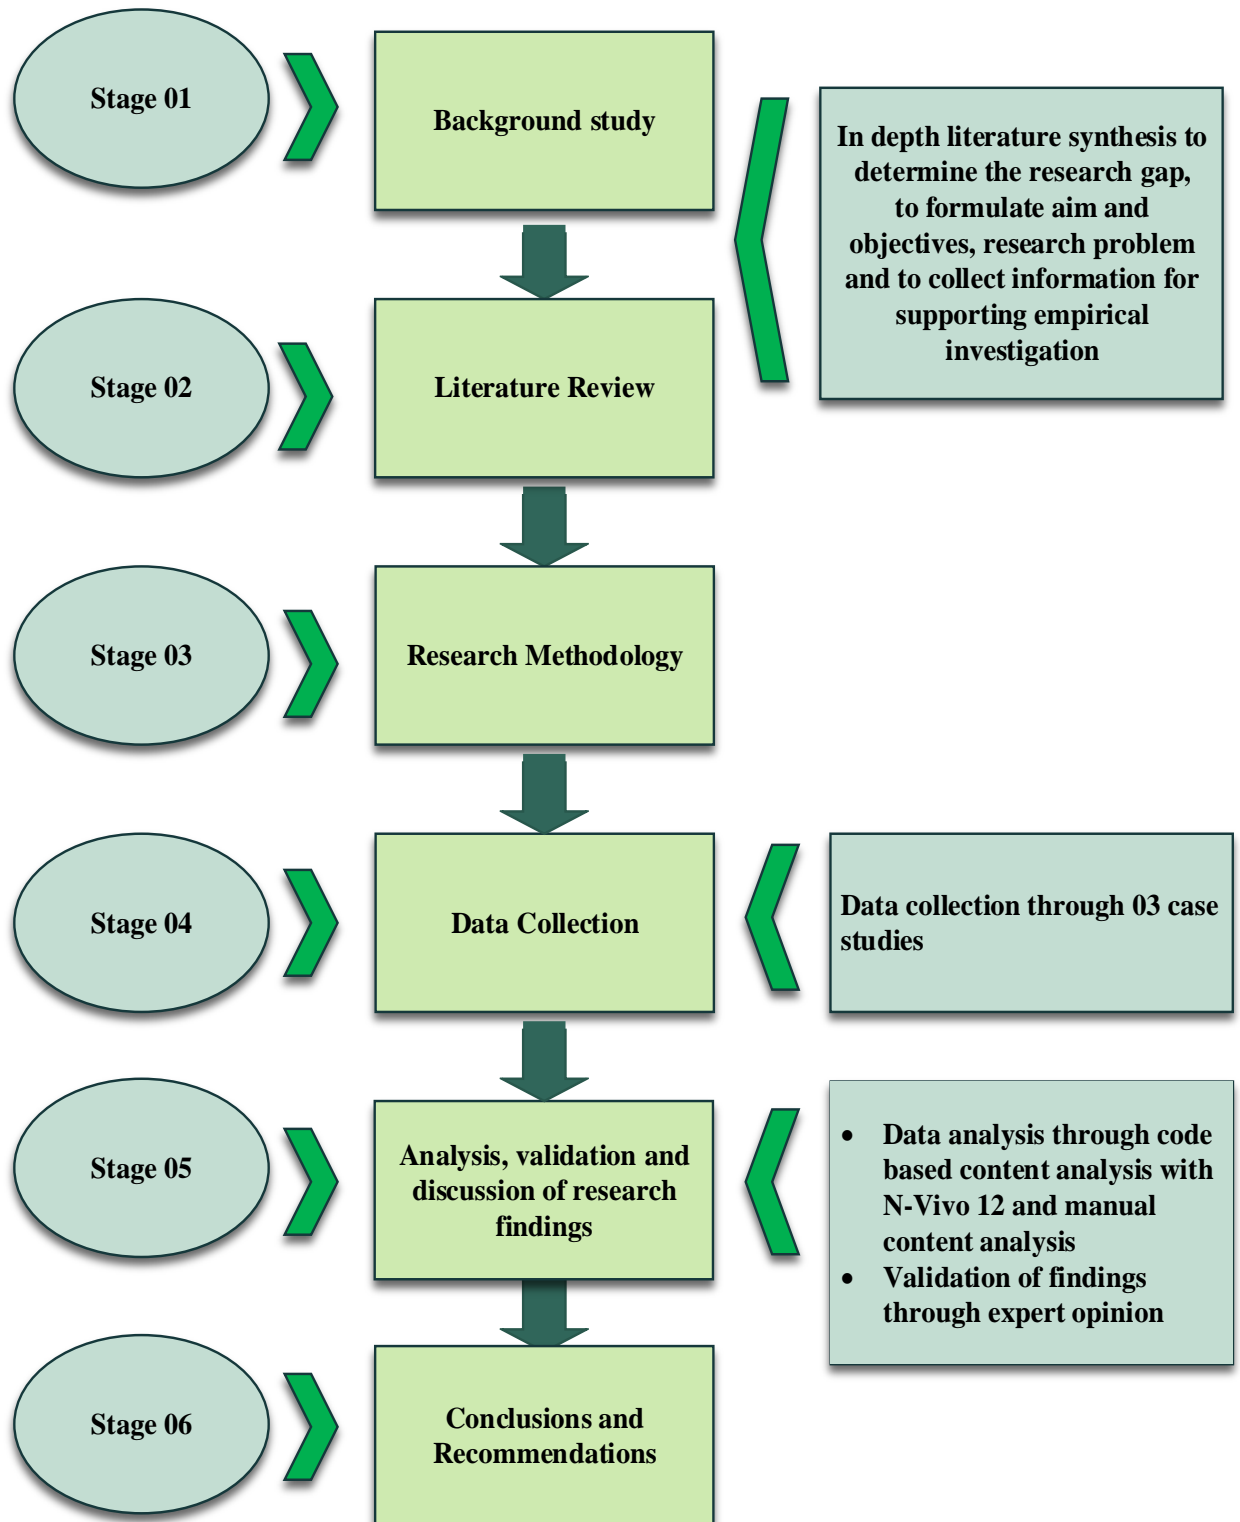 Stage 01
Background study
In depth literature synthesis to
determine the research gap,
to formulate aim and
objectives, research problem
and to collect information for
supporting empirical
investigation
Stage 02
Literature Review
Stage 03
Research Methodology
Stage 04
Data Collection
Data collection through 03 case
studies
Stage 05
Analysis, validation and
discussion of research
findings
• Data analysis through code
based content analysis with
N-Vivo 12 and manual
content analysis
• Validation of findings
through expert opinion
Stage 06
Conclusions and
Recommendations